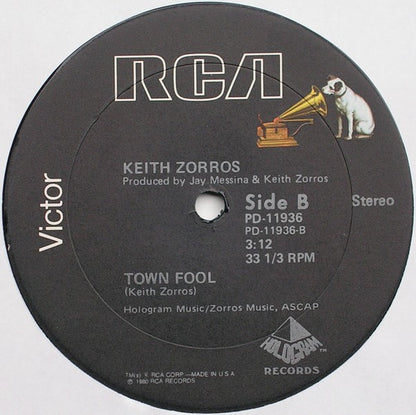 RCA
Victor
KEITH ZORROS
Produced by Jay Messina & Keith Zorros
Side B
Stereo
PD-11936
PD-11936-B
3:12
33 1/3 RPM
TOWN FOOL
(Keith Zorros)
Hologram Music/Zorros Music, ASCAP
HOLOGRAM
TM
RECORDS
TM(s) ® RCA CORP.—MADE IN U.S.A.
℗ 1980 RCA RECORDS